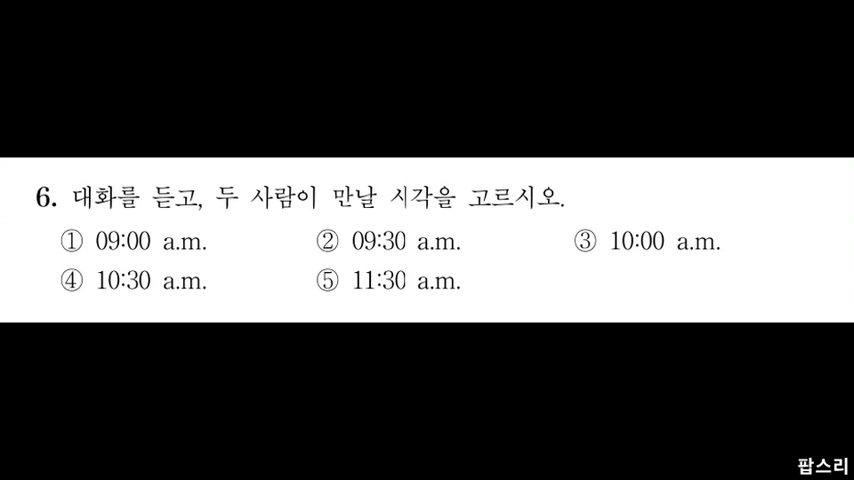 6. 대화를 듣고, 두 사람이 만날 시각을 고르시오.
① 09:00 a.m. ② 09:30 a.m. ③ 10:00 a.m.
④ 10:30 a.m. ⑤ 11:30 a.m.
팝스리